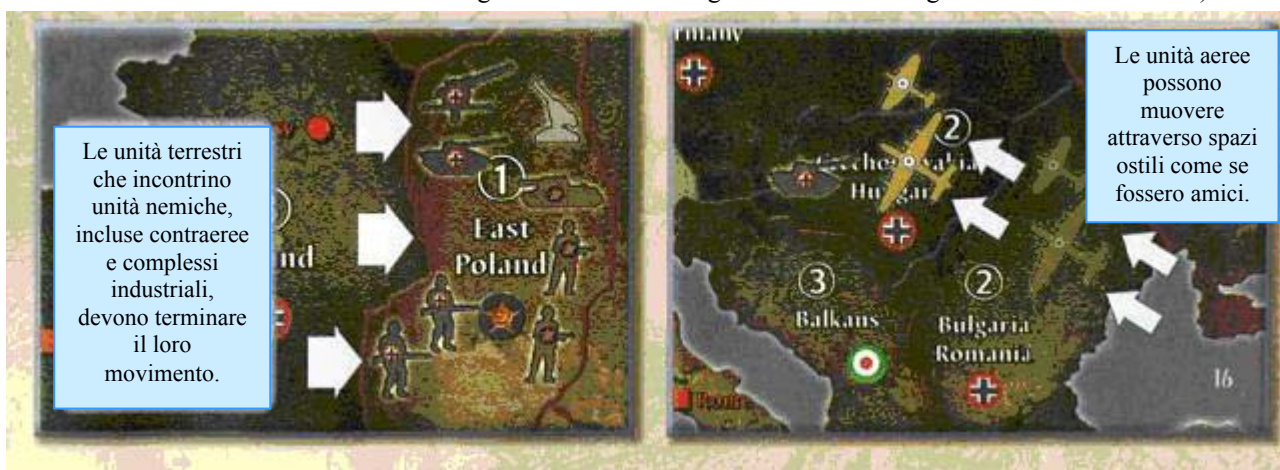 Le unità terrestri
che incontrino
unità nemiche,
incluse contraeree
e complessi
industriali,
devono terminare
il loro
movimento.
nd
1
East
Poland
rmany
2
3
Balkans
2
Bulgaria
Romania
16
Le unità aeree
possono
muovere
attraverso spazi
ostili come se
fossero amici.